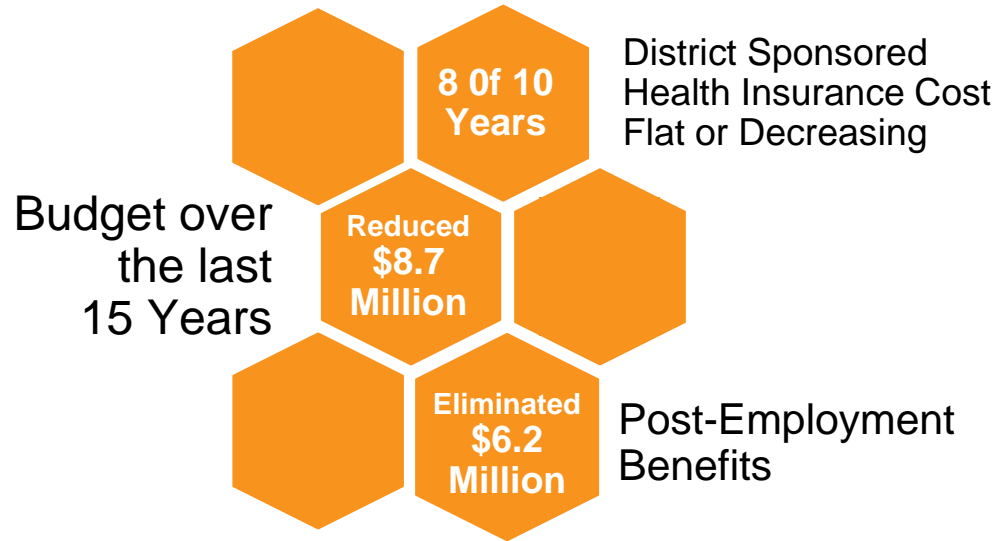 8 0f 10
Years
District Sponsored
Health Insurance Cost
Flat or Decreasing
Budget over
the last
15 Years
Reduced
$8.7
Million
Eliminated
$6.2
Million
Post-Employment
Benefits